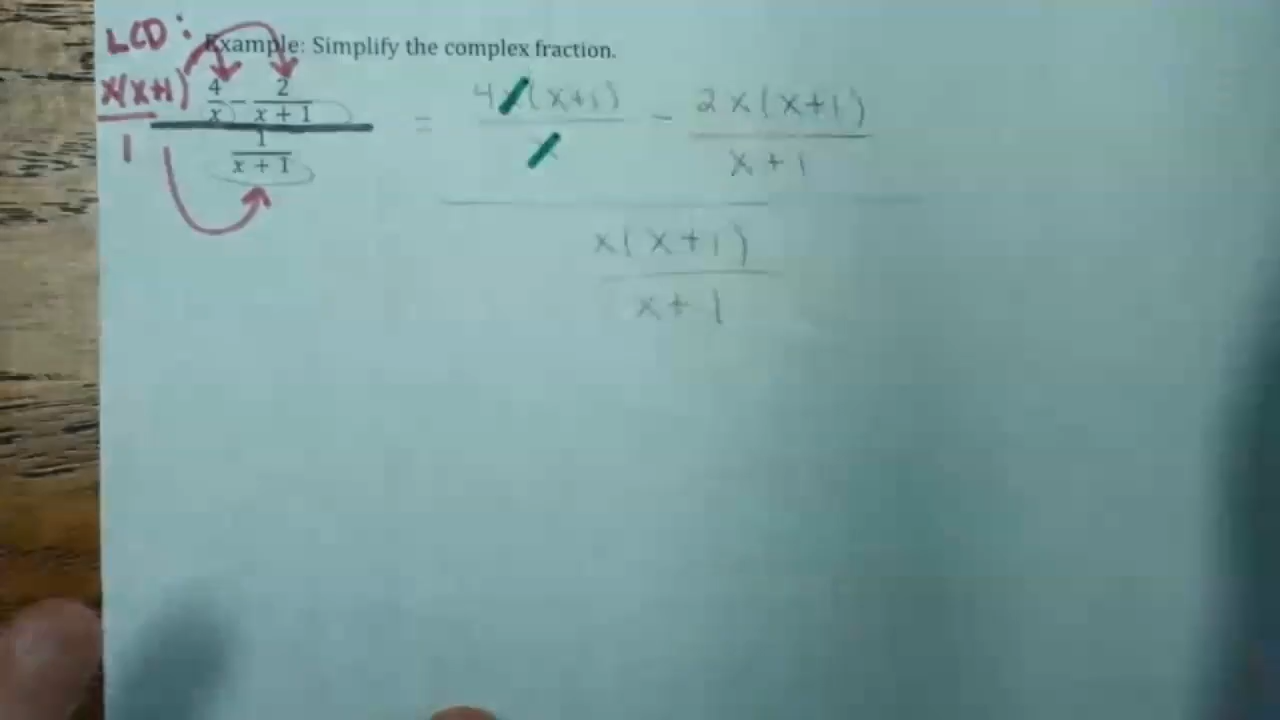 LCD:
Example: Simplify the complex fraction.
x(x+1) 4 2 4x(x+1) 2x(x+1)
x - x + 1 = - 
1 1 x x+1
x + 1
x(x+1)
x+1